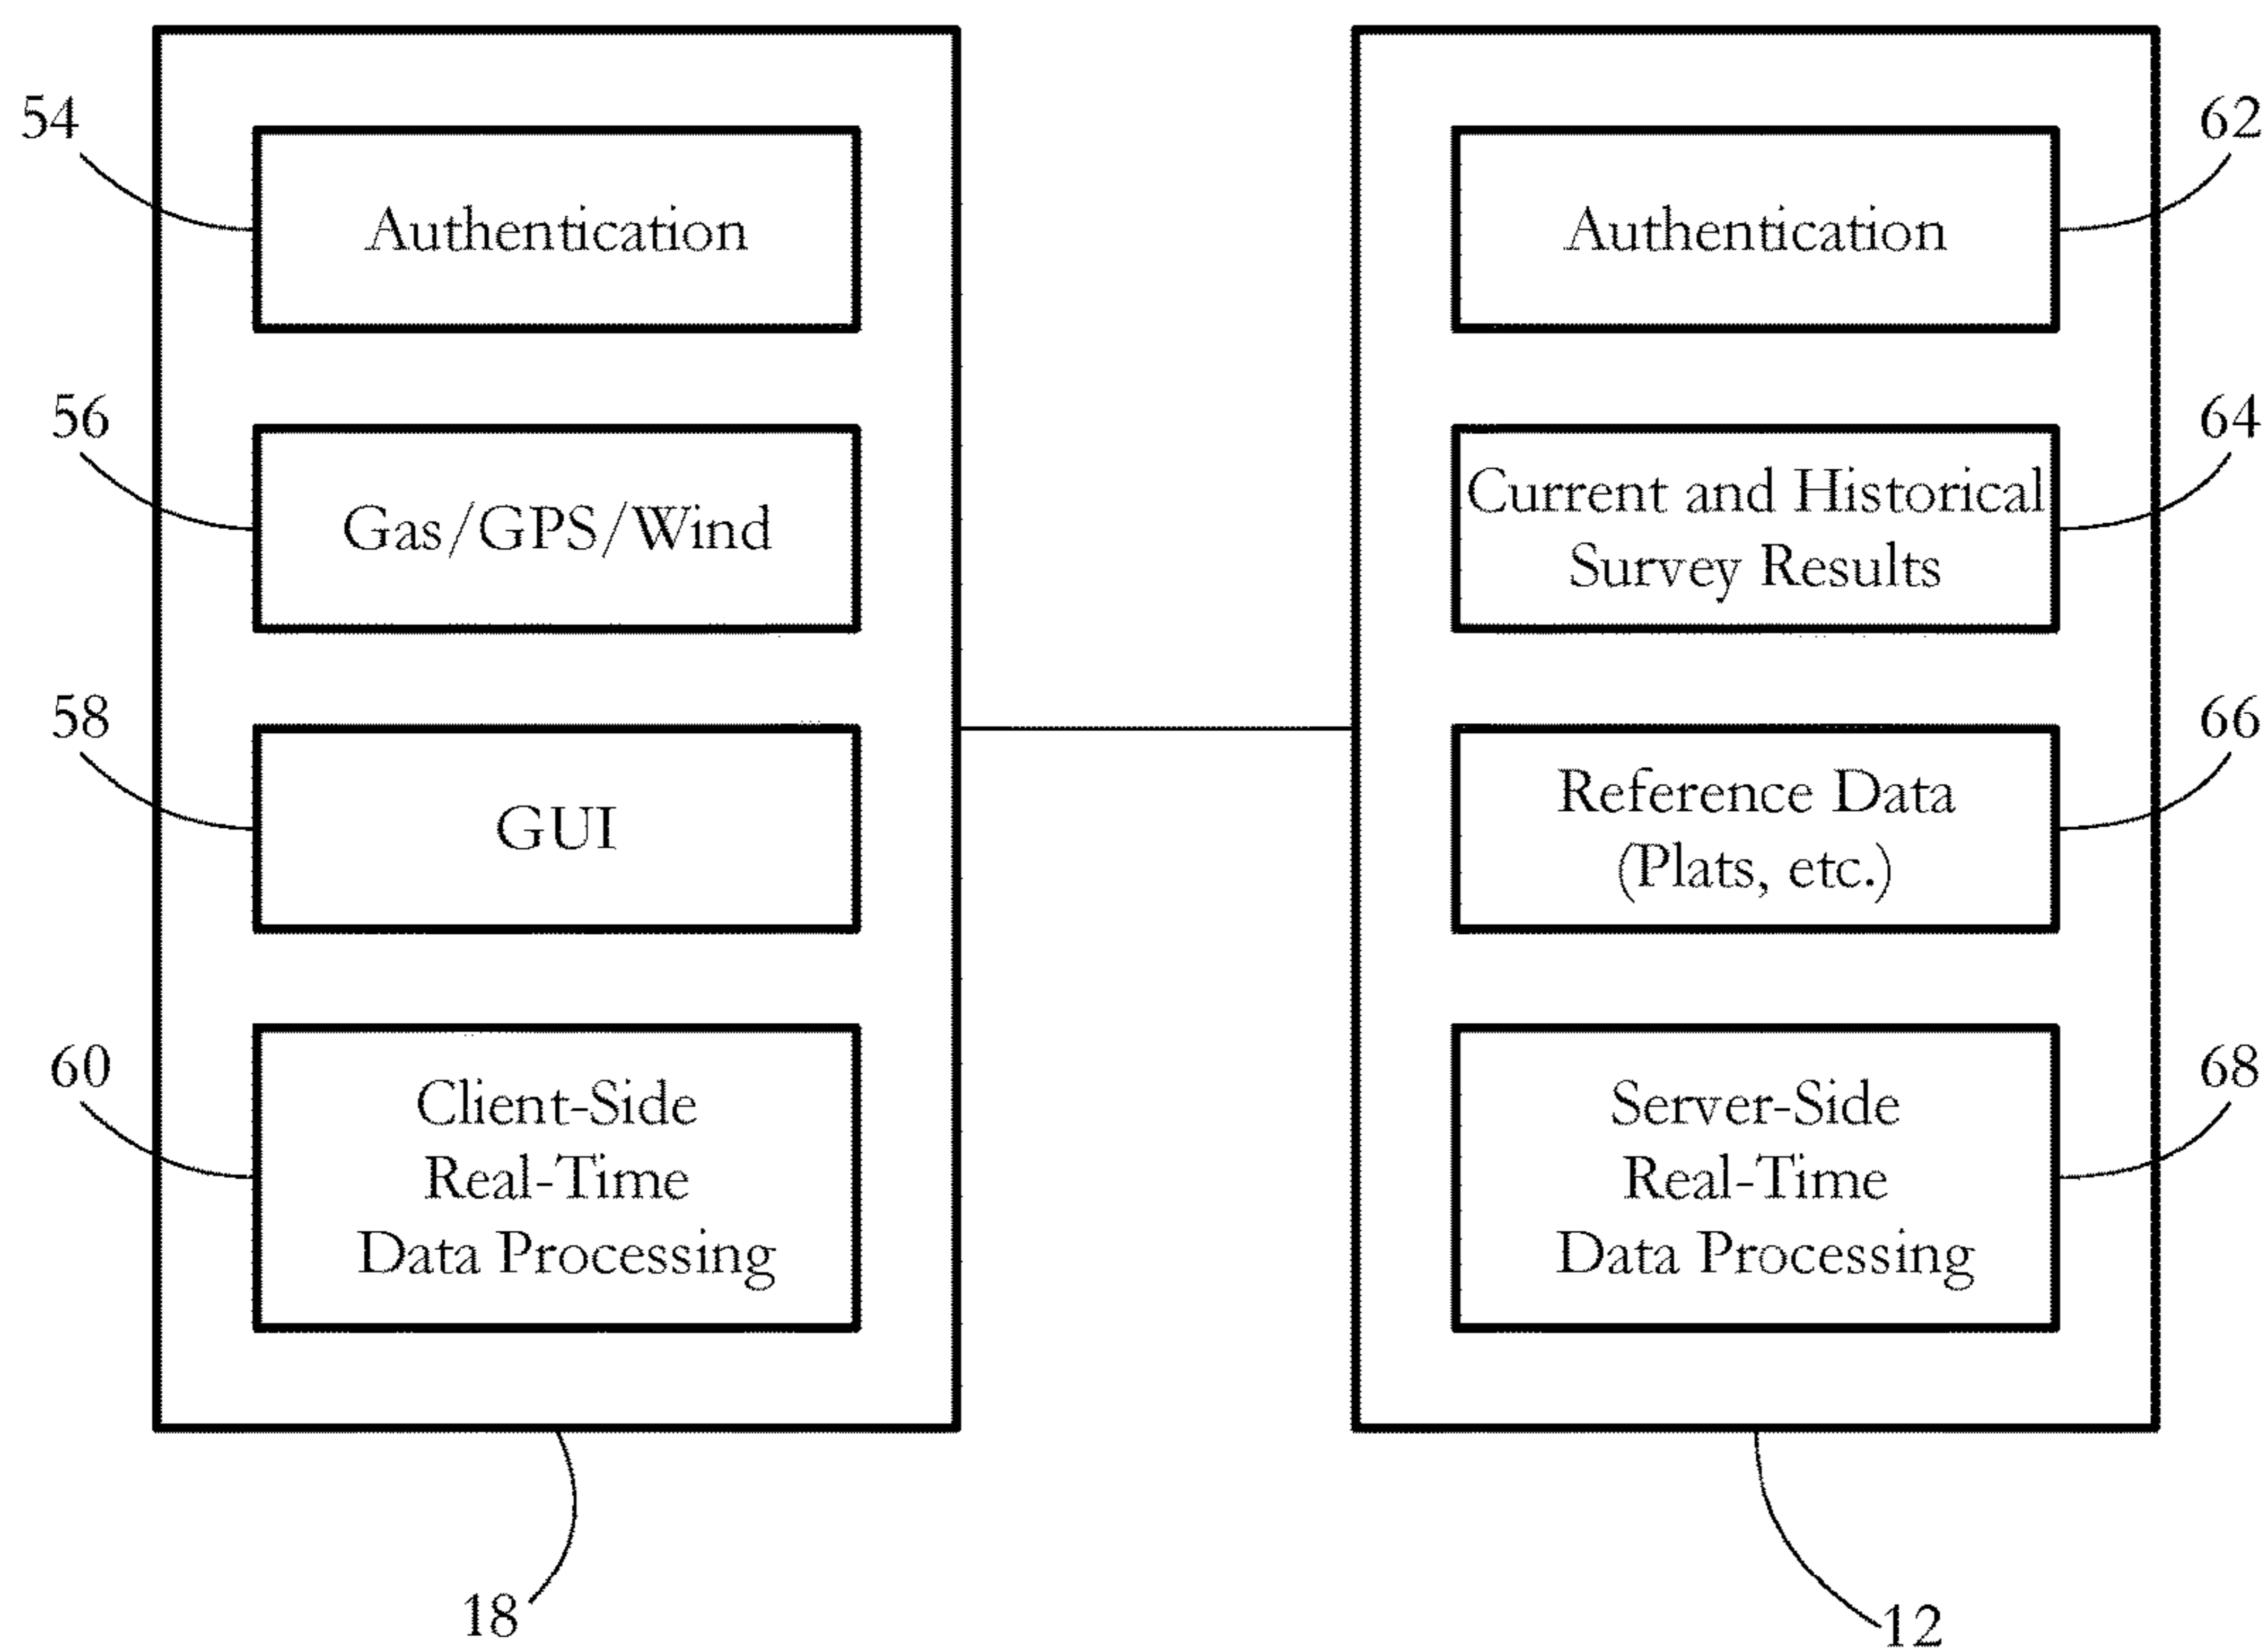 54
Authentication
56
Gas/GPS/Wind
58
GUI
60
Client-Side
Real-Time
Data Processing
18
62
Authentication
64
Current and Historical
Survey Results
66
Reference Data
(Plats, etc.)
68
Server-Side
Real-Time
Data Processing
12